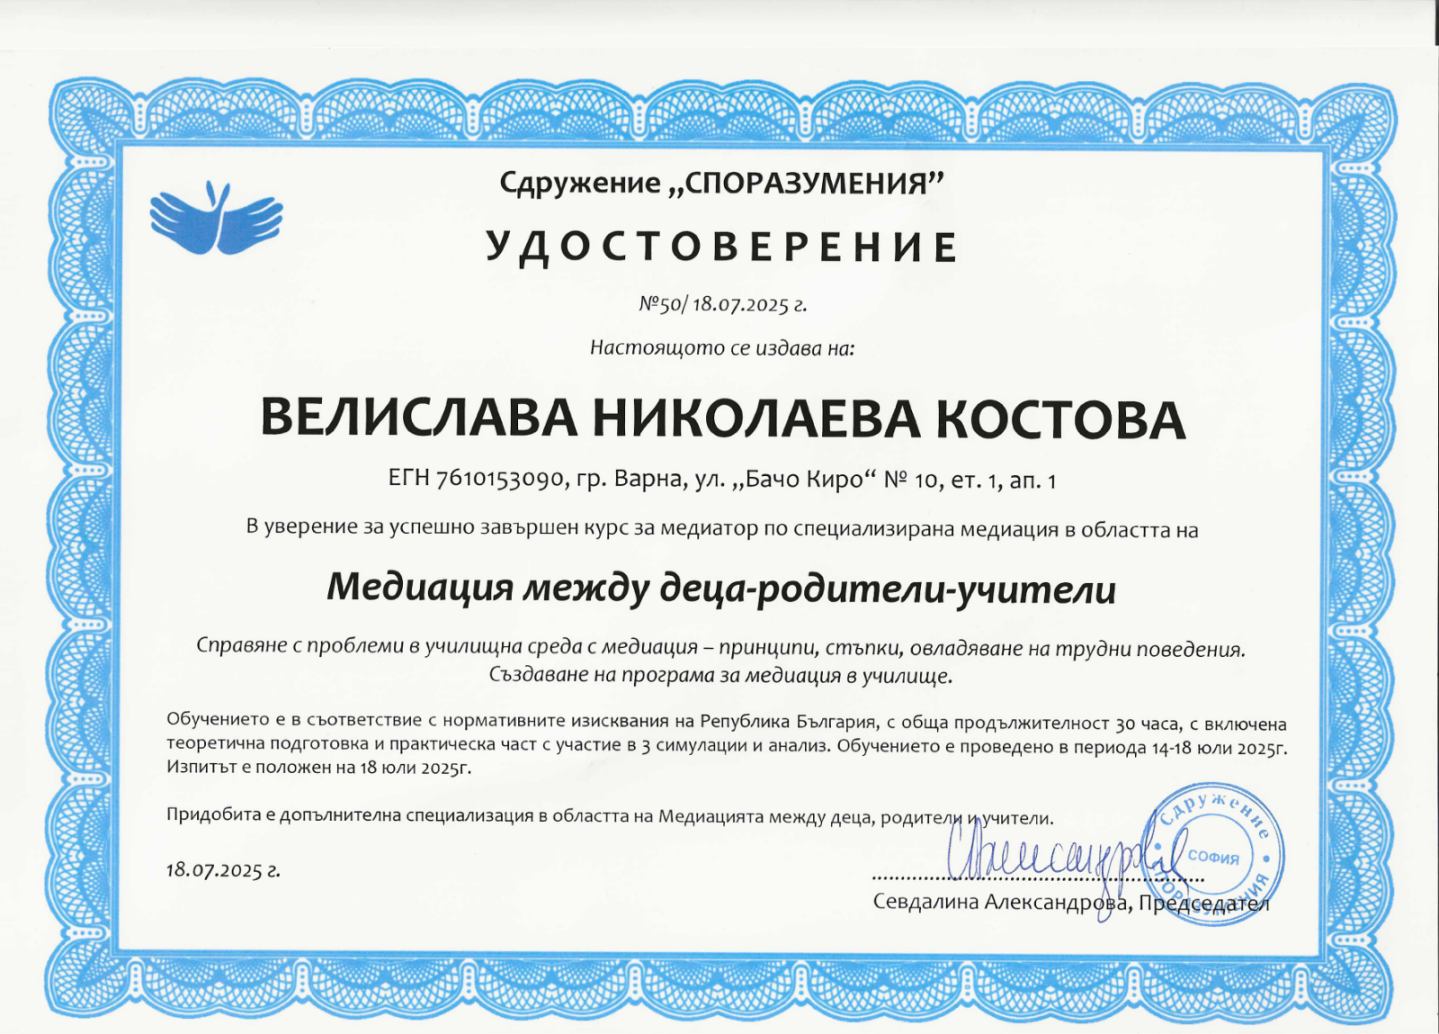 Сдружение „СПОРАЗУМЕНИЯ”
УДОСТОВЕРЕНИЕ
№50/ 18.07.2025 г.
Настоящото се издава на:
ВЕЛИСЛАВА НИКОЛАЕВА КОСТОВА
ЕГН 7610153090, гр. Варна, ул. „Бачо Киро“ № 10, ет. 1, ап. 1
В уверение за успешно завършен курс за медиатор по специализирана медиация в областта на
Медиация между деца-родители-учители
Справяне с проблеми в училищна среда с медиация – принципи, стъпки, овладяване на трудни поведения.
Създаване на програма за медиация в училище.
Обучението е в съответствие с нормативните изисквания на Република България, с обща продължителност 30 часа, с включена
теоретична подготовка и практическа част с участие в 3 симулации и анализ. Обучението е проведено в периода 14-18 юли 2025г.
Изпитът е положен на 18 юли 2025г.
Придобита е допълнителна специализация в областта на Медиацията между деца, родители и учители.
18.07.2025 г.
Севдалина Александрова, Председател
Сдружение
СОФИЯ
СПОРАЗУМЕНИЯ